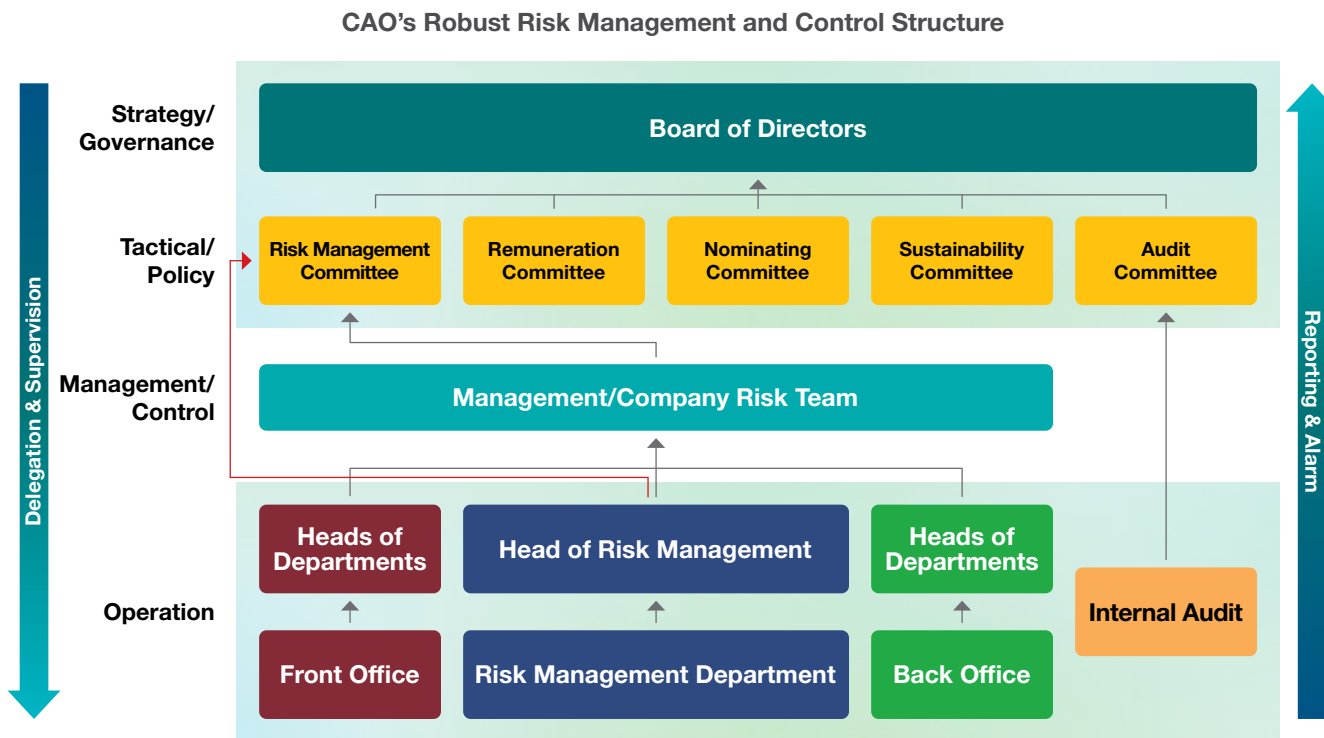 CAO’s Robust Risk Management and Control Structure
Strategy/
Governance
Board of Directors
Tactical/
Policy
Risk Management
Committee
Remuneration
Committee
Nominating
Committee
Sustainability
Committee
Audit
Committee
Delegation & Supervision
Reporting & Alarm
Management/
Control
Management/Company Risk Team
Operation
Heads of
Departments
Head of Risk Management
Heads of
Departments
Internal Audit
Front Office
Risk Management Department
Back Office